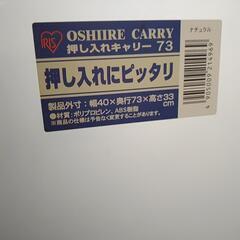 IRIS
OSHIIRE CARRY
押し入れキャリー 73
押し入れにピッタリ
製品外寸：幅40×奥行73×高さ33
cm
●材質：ポリプロピレン、ABS樹脂
※商品の仕様は予告なく変更することがあります。
ナチュラル
4 905009 214969